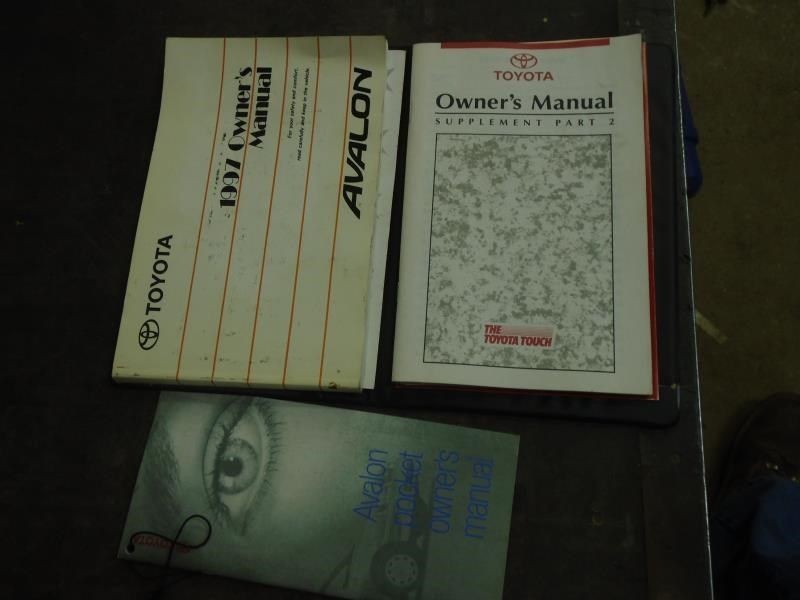 TOYOTA
1997 Owner's
Manual
For your safety and comfort,
read carefully and keep in the vehicle.
AVALON
TOYOTA
Owner's Manual
SUPPLEMENT PART 2
THE
TOYOTA TOUCH
Avalon
pocket
owner's
manual
TOYOTA